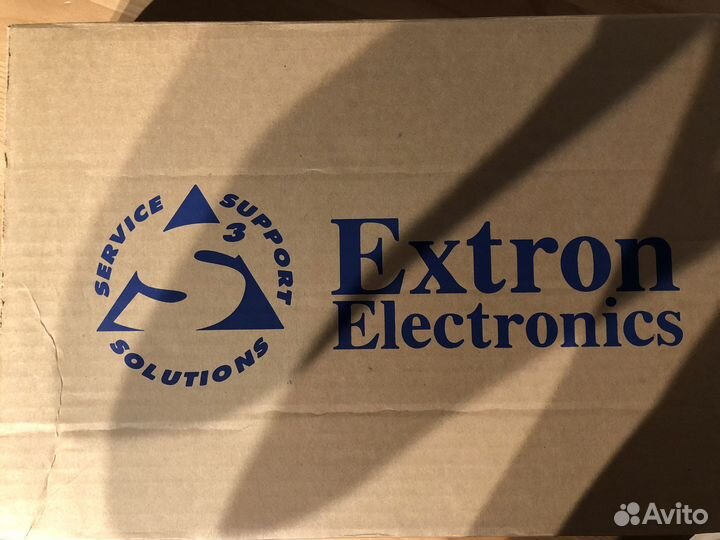 SERVICE
SUPPORT
3
SOLUTIONS
Extron
Electronics
Avito